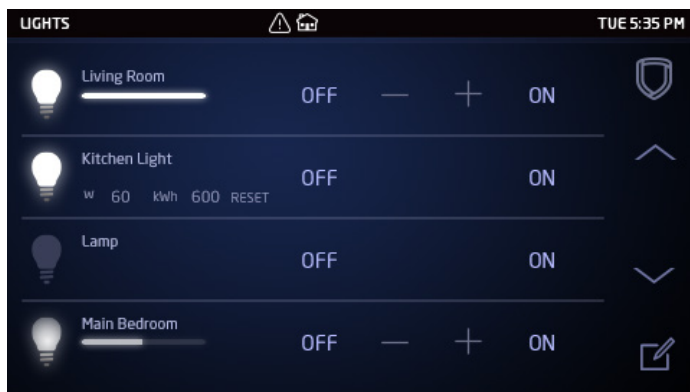 LIGHTS TUE 5:35 PM
Living Room
OFF ON
Kitchen Light
OFF ON
W 60 kWh 600 RESET
Lamp
OFF ON
Main Bedroom
OFF ON